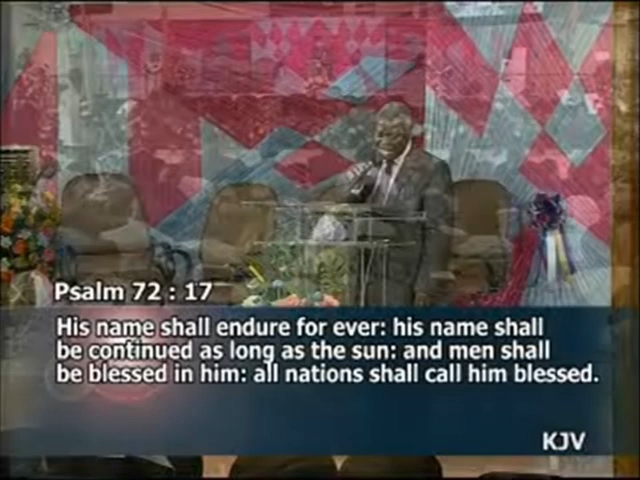 Psalm 72 : 17
His name shall endure for ever: his name shall
be continued as long as the sun: and men shall
be blessed in him: all nations shall call him blessed.
KJV